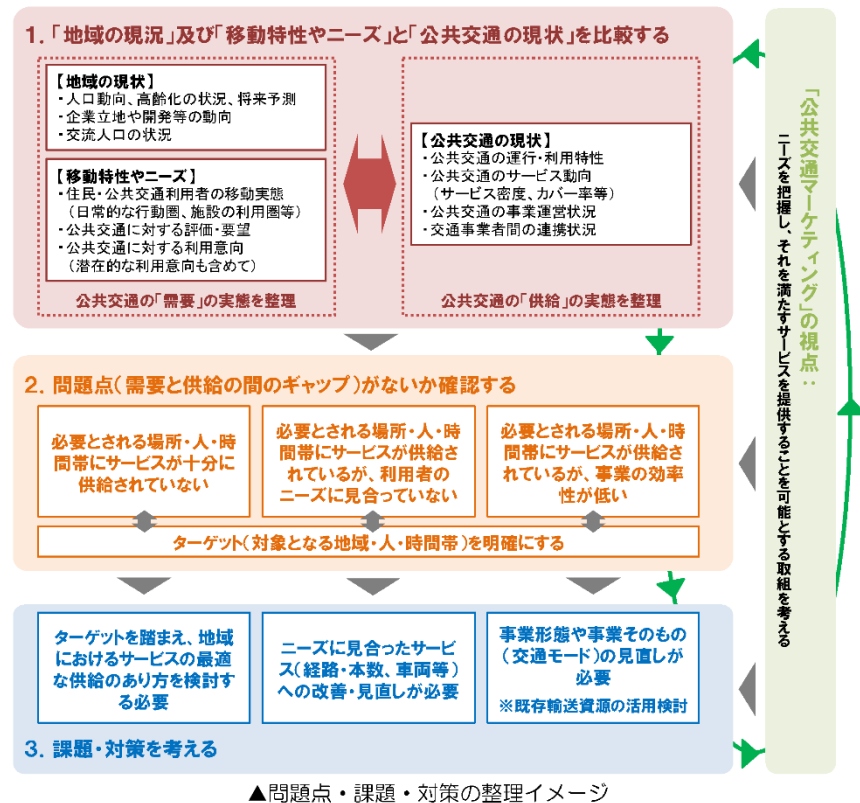 1. 「地域の現況」及び「移動特性やニーズ」と「公共交通の現状」を比較する
【地域の現状】
・人口動向、高齢化の状況、将来予測
・企業立地や開発等の動向
・交流人口の状況
【移動特性やニーズ】
・住民・公共交通利用者の移動実態
（日常的な行動圏、施設の利用圏等）
・公共交通に対する評価・要望
・公共交通に対する利用意向
（潜在的な利用意向も含めて）
公共交通の「需要」の実態を整理
【公共交通の現状】
・公共交通の運行・利用特性
・公共交通のサービス動向
（サービス密度、カバー率等）
・公共交通の事業運営状況
・交通事業者間の連携状況
公共交通の「供給」の実態を整理
2. 問題点（需要と供給の間のギャップ）がないか確認する
必要とされる場所・人・時
間帯にサービスが十分に
供給されていない
必要とされる場所・人・時
間帯にサービスが供給さ
れているが、利用者の
ニーズに見合っていない
必要とされる場所・人・時
間帯にサービスが供給さ
れているが、事業の効率
性が低い
ターゲット（対象となる地域・人・時間帯）を明確にする
ターゲットを踏まえ、地域
におけるサービスの最適
な供給のあり方を検討す
る必要
ニーズに見合ったサービ
ス（経路・本数、車両等）
への改善・見直しが必要
事業形態や事業そのもの
（交通モード）の見直しが
必要
※既存輸送資源の活用検討
3. 課題・対策を考える
「公共交通マーケティング」の視点：
ニーズを把握し、それを満たすサービスを提供することを可能とする取組を考える
▲問題点・課題・対策の整理イメージ